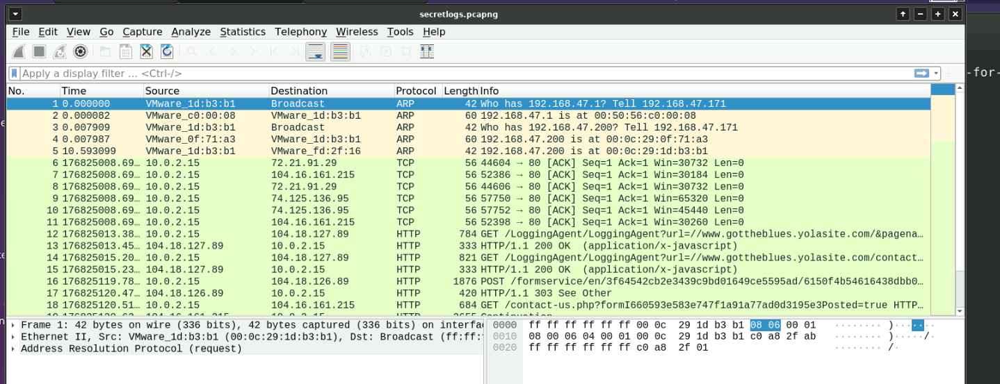 secretlogs.pcapng
File Edit View Go Capture Analyze Statistics Telephony Wireless Tools Help
Apply a display filter ... <Ctrl-/>
-for-
No. Time Source Destination Protocol Length Info
1 0.000000 VMware_1d:b3:b1 Broadcast ARP 42 Who has 192.168.47.1? Tell 192.168.47.171
2 0.000082 VMware_c0:00:08 VMware_1d:b3:b1 ARP 60 192.168.47.1 is at 00:50:56:c0:00:08
3 0.007909 VMware_1d:b3:b1 Broadcast ARP 42 Who has 192.168.47.200? Tell 192.168.47.171
4 0.007987 VMware_0f:71:a3 VMware_1d:b3:b1 ARP 60 192.168.47.200 is at 00:0c:29:0f:71:a3
5 10.593099 VMware_1d:b3:b1 VMware_fd:2f:16 ARP 42 192.168.47.200 is at 00:0c:29:1d:b3:b1
6 176825008.69… 10.0.2.15 72.21.91.29 TCP 56 44604 → 80 [ACK] Seq=1 Ack=1 Win=30732 Len=0
7 176825008.69… 10.0.2.15 104.16.161.215 TCP 56 52386 → 80 [ACK] Seq=1 Ack=1 Win=30184 Len=0
8 176825008.69… 10.0.2.15 72.21.91.29 TCP 56 44606 → 80 [ACK] Seq=1 Ack=1 Win=30732 Len=0
9 176825008.69… 10.0.2.15 74.125.136.95 TCP 56 57750 → 80 [ACK] Seq=1 Ack=1 Win=65320 Len=0
10 176825008.69… 10.0.2.15 74.125.136.95 TCP 56 57752 → 80 [ACK] Seq=1 Ack=1 Win=45440 Len=0
11 176825008.69… 10.0.2.15 104.16.161.215 TCP 56 52398 → 80 [ACK] Seq=1 Ack=1 Win=30260 Len=0
12 176825013.38… 10.0.2.15 104.18.127.89 HTTP 784 GET /LoggingAgent/LoggingAgent?url=//www.gottheblues.yolasite.com/&pagena…
13 176825013.45… 104.18.127.89 10.0.2.15 HTTP 333 HTTP/1.1 200 OK (application/x-javascript)
14 176825015.20… 10.0.2.15 104.18.127.89 HTTP 821 GET /LoggingAgent/LoggingAgent?url=//www.gottheblues.yolasite.com/contact…
15 176825015.23… 104.18.127.89 10.0.2.15 HTTP 333 HTTP/1.1 200 OK (application/x-javascript)
16 176825119.78… 10.0.2.15 104.18.126.89 HTTP 1876 POST /formservice/en/3f64542cb2e3439c9bd01649ce5595ad/6150f4b54616438dbb0…
17 176825120.47… 104.18.126.89 10.0.2.15 HTTP 420 HTTP/1.1 303 See Other
18 176825120.51… 10.0.2.15 104.16.161.215 HTTP 684 GET /contact-us.php?formI660593e583e747f1a91a77ad0d3195e3Posted=true HTTP…
Frame 1: 42 bytes on wire (336 bits), 42 bytes captured (336 bits) on interfa
Ethernet II, Src: VMware_1d:b3:b1 (00:0c:29:1d:b3:b1), Dst: Broadcast (ff:ff:
Address Resolution Protocol (request)
0000 ff ff ff ff ff ff 00 0c 29 1d b3 b1 08 06 00 01 ········ )·······
0010 08 00 06 04 00 01 00 0c 29 1d b3 b1 c0 a8 2f ab ········ )·····/·
0020 ff ff ff ff ff ff c0 a8 2f 01 ········ /·